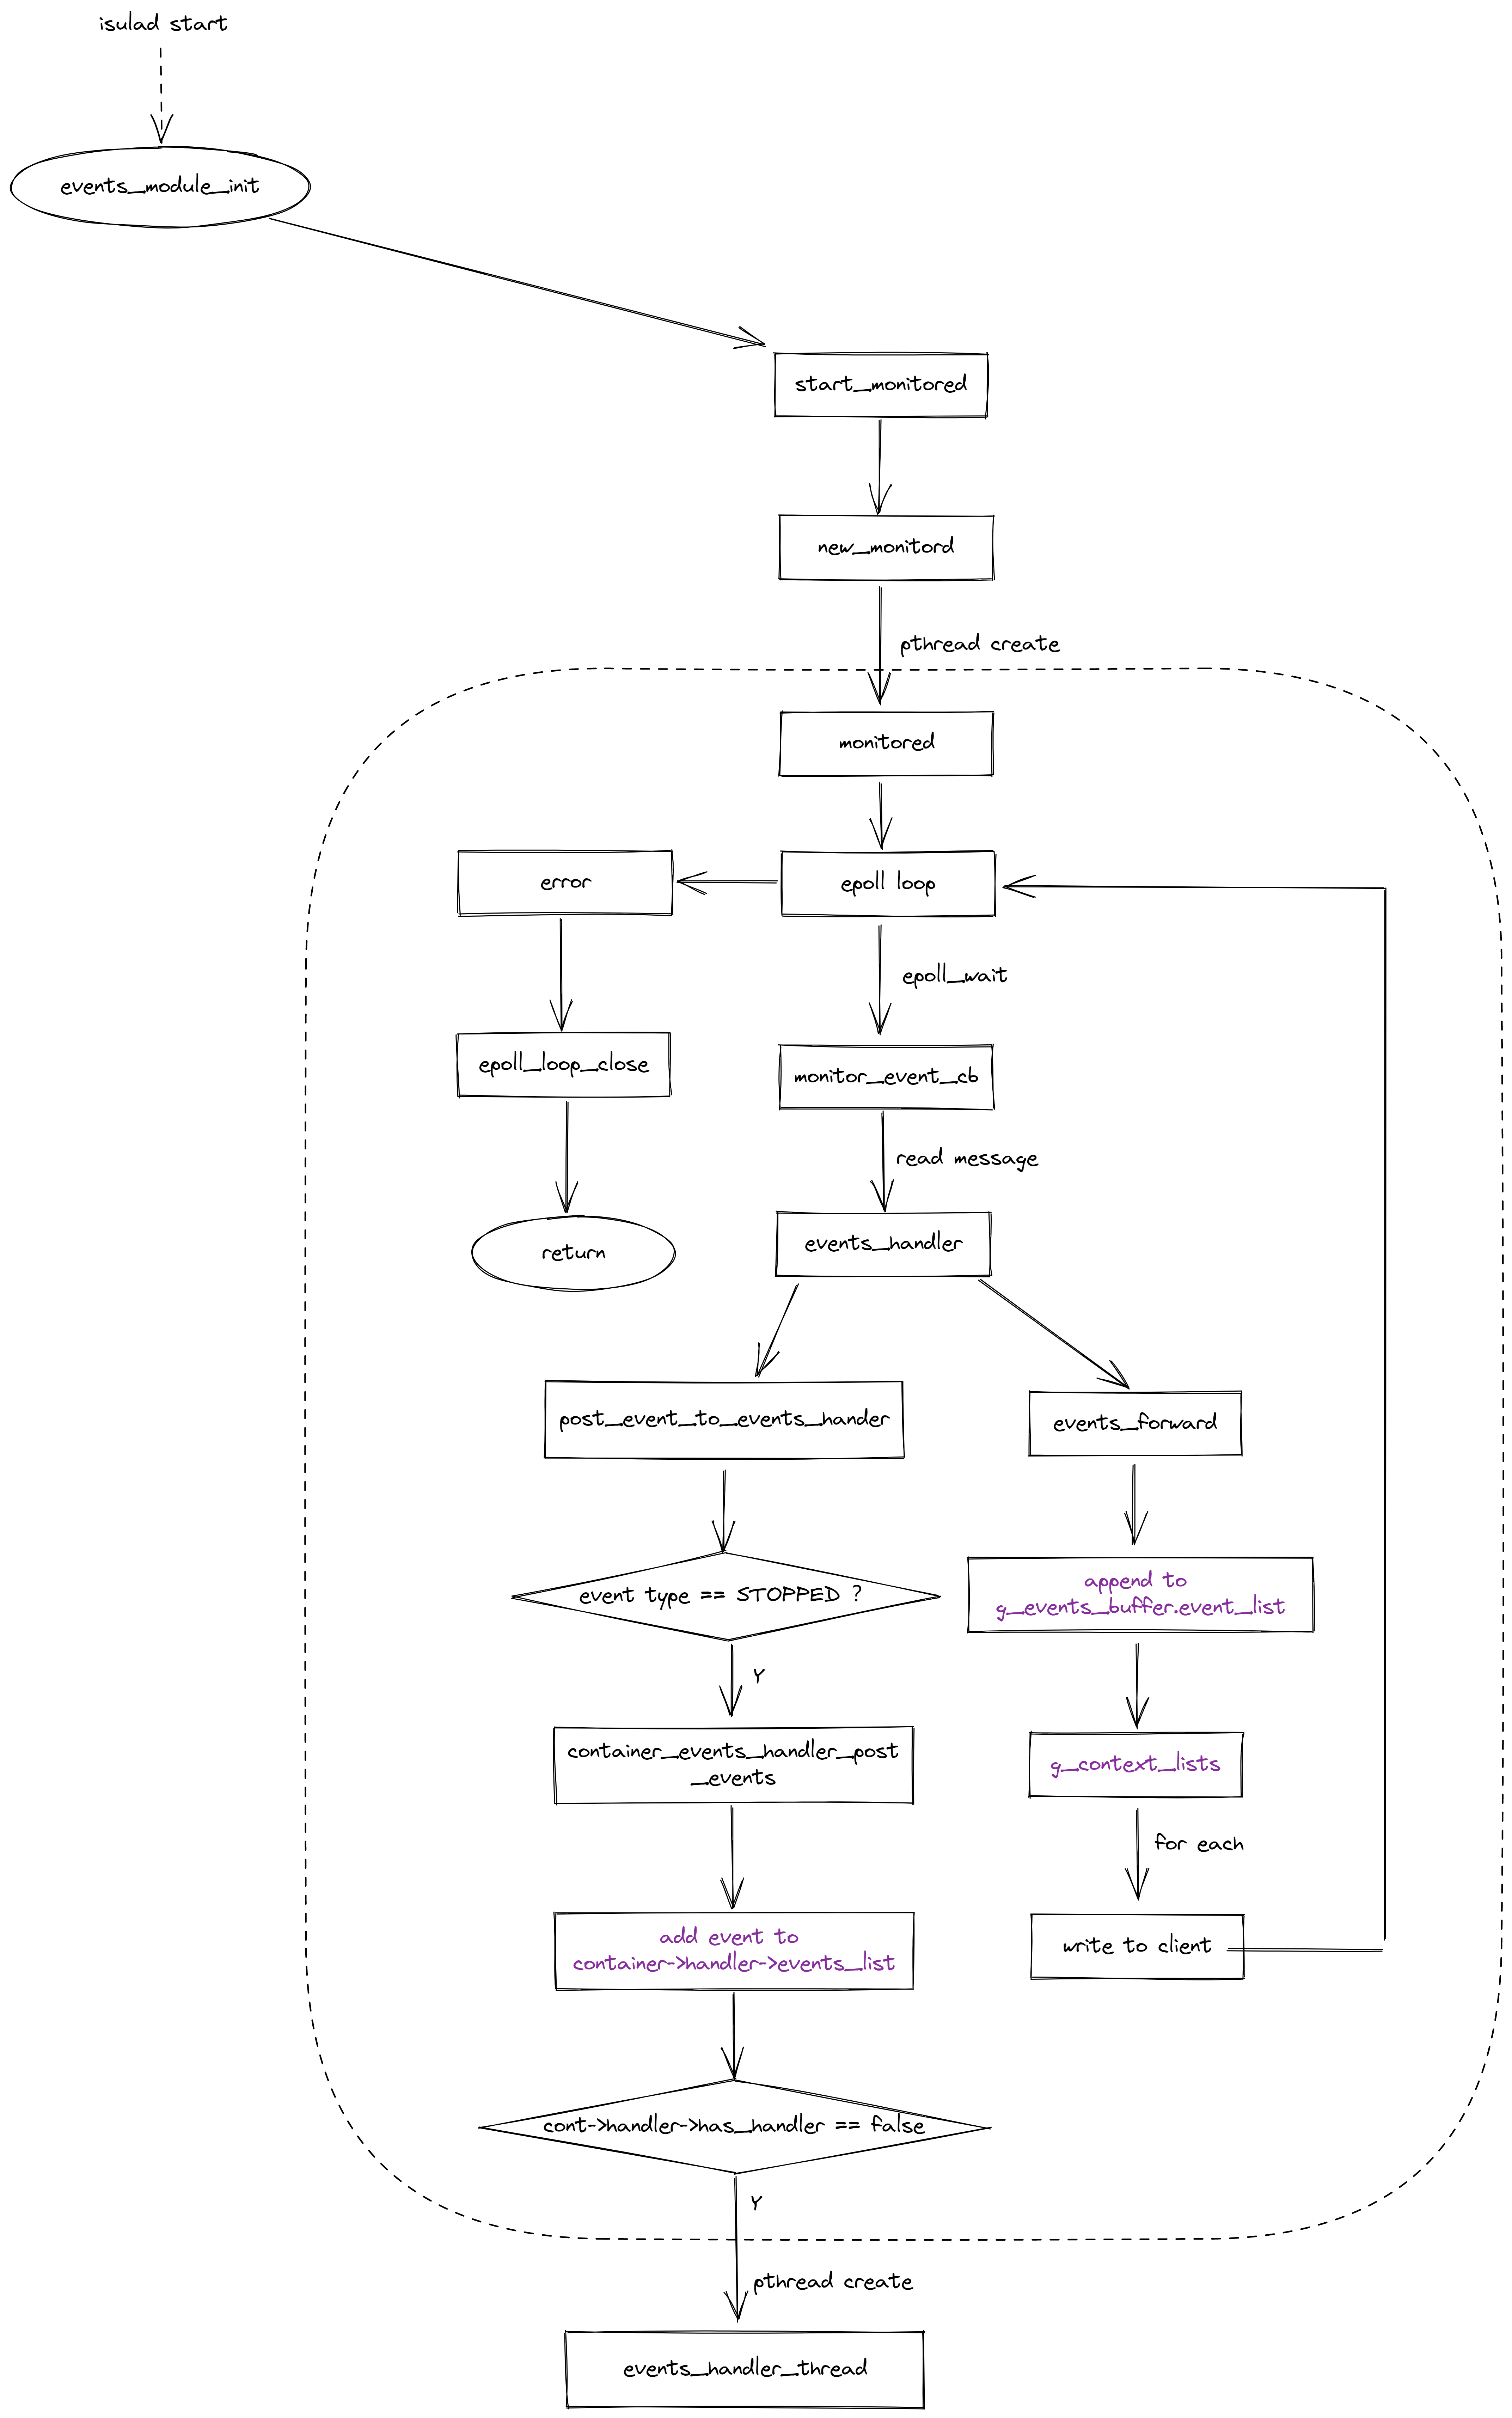 isulad start
events_module_init
start_monitored
new_monitord
pthread create
monitored
error
epoll loop
epoll_wait
epoll_loop_close
monitor_event_cb
read message
return
events_handler
post_event_to_events_hander
events_forward
event type == STOPPED ?
append to
g_events_buffer.event_list
Y
container_events_handler_post
_events
g_context_lists
for each
add event to
container->handler->events_list
write to client
cont->handler->has_handler == false
Y
pthread create
events_handler_thread